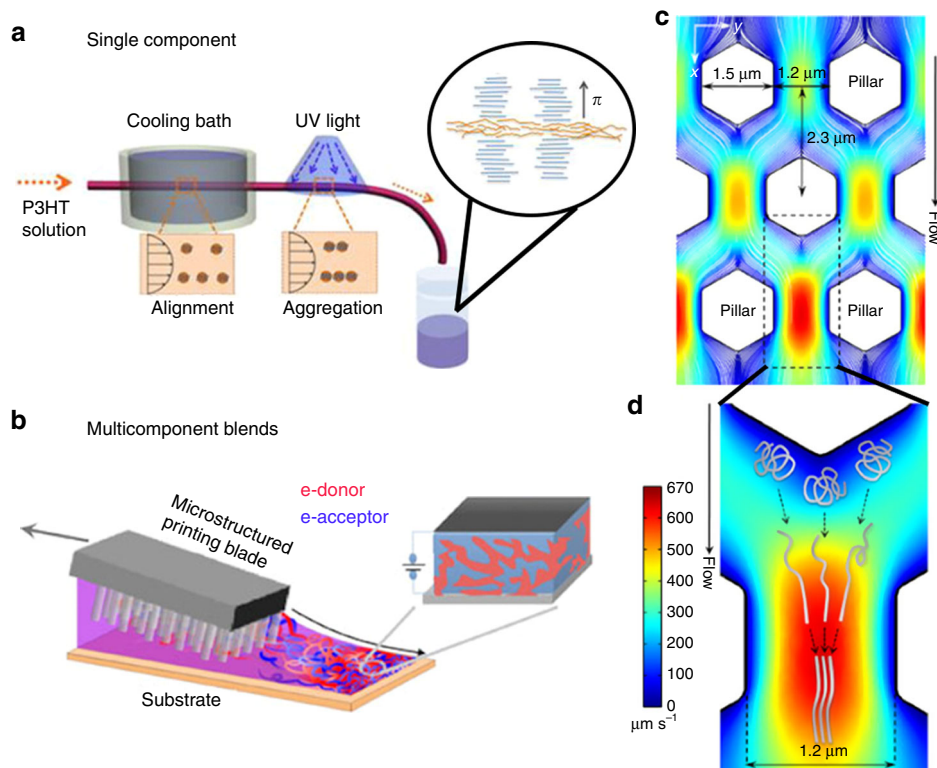 a
Single component
Cooling bath
UV light
P3HT
solution
Alignment
Aggregation
π
b
Multicomponent blends
e-donor
e-acceptor
Microstructured
printing blade
Substrate
c
y
x
1.5 μm
1.2 μm
Pillar
2.3 μm
Flow
Pillar
Pillar
d
Flow
670
600
500
400
300
200
100
0
μm s⁻¹
1.2 μm